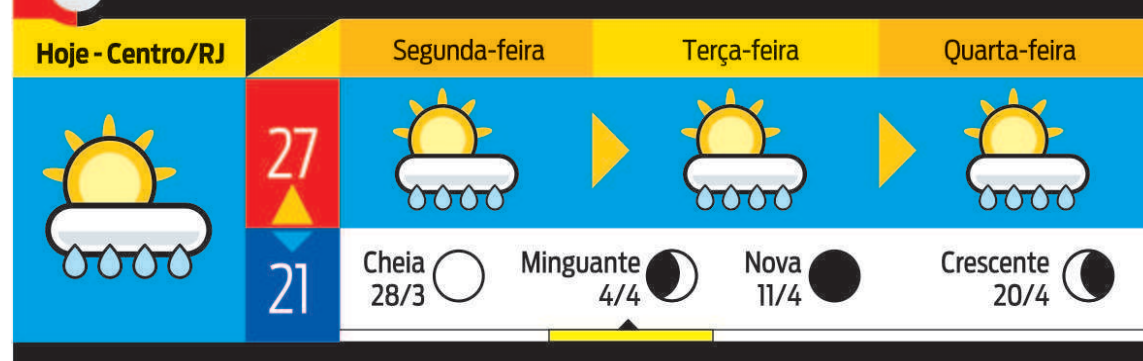 Hoje - Centro/RJ
Segunda-feira
Terça-feira
Quarta-feira
27
21
Cheia
28/3
Minguante
4/4
Nova
11/4
Crescente
20/4